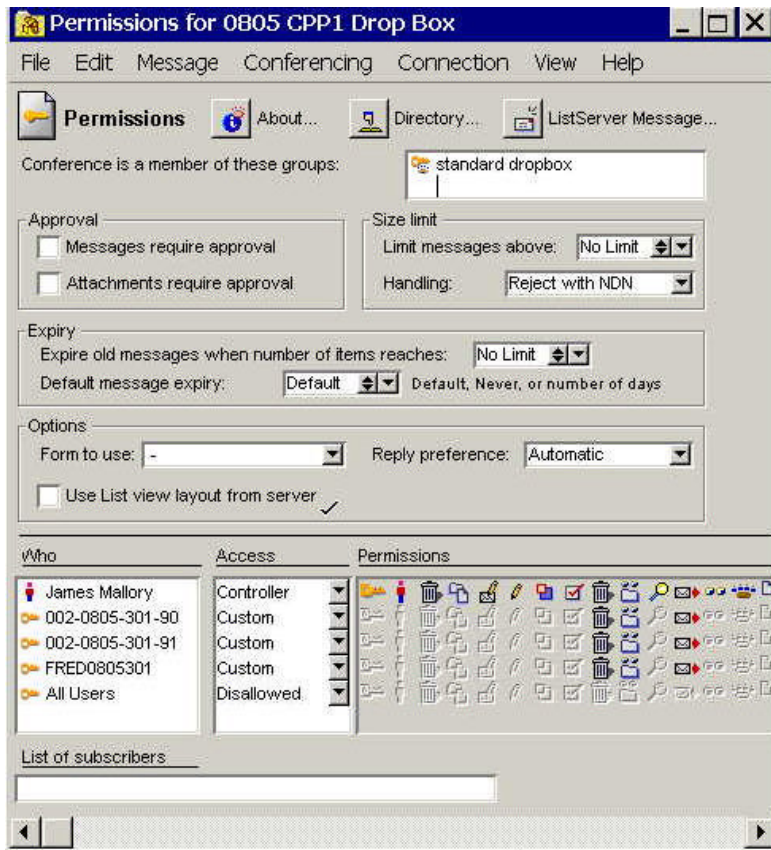 Permissions for 0805 CPP1 Drop Box
File Edit Message Conferencing Connection View Help
Permissions About... Directory... ListServer Message...
Conference is a member of these groups: standard dropbox
Approval
Messages require approval
Attachments require approval
Size limit
Limit messages above: No Limit
Handling: Reject with NDN
Expiry
Expire old messages when number of items reaches: No Limit
Default message expiry: Default Default, Never, or number of days
Options
Form to use: - Reply preference: Automatic
Use List view layout from server
Who Access Permissions
James Mallory Controller
002-0805-301-90 Custom
002-0805-301-91 Custom
FRED0805301 Custom
All Users Disallowed
List of subscribers